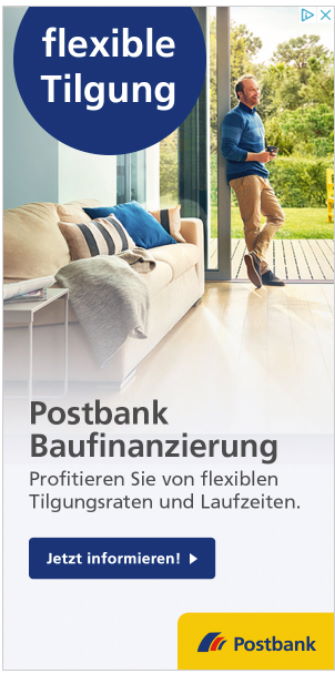 flexible
Tilgung
Postbank
Baufinanzierung
Profitieren Sie von flexiblen
Tilgungsraten und Laufzeiten.
Jetzt informieren!
Postbank